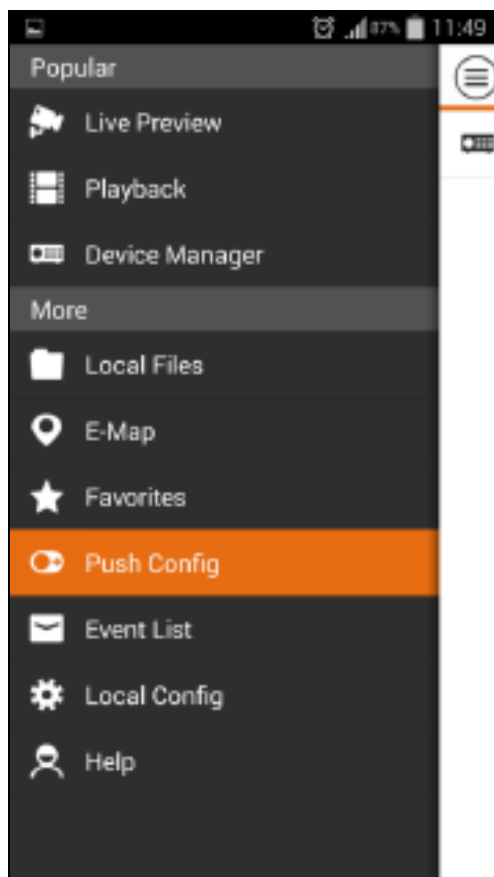 87% 11:49
Popular
Live Preview
Playback
Device Manager
More
Local Files
E-Map
Favorites
Push Config
Event List
Local Config
Help